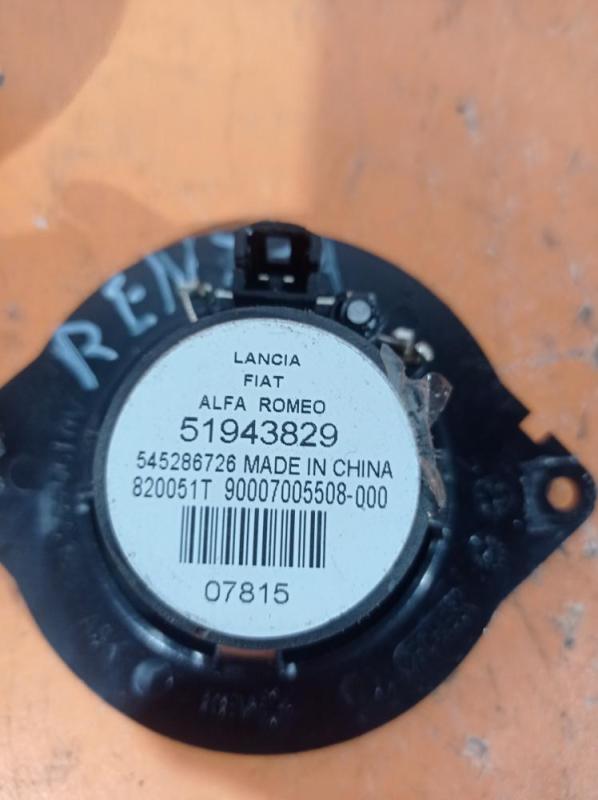 LANCIA
FIAT
ALFA ROMEO
51943829
545286726 MADE IN CHINA
820051T 90007005508-000
07815